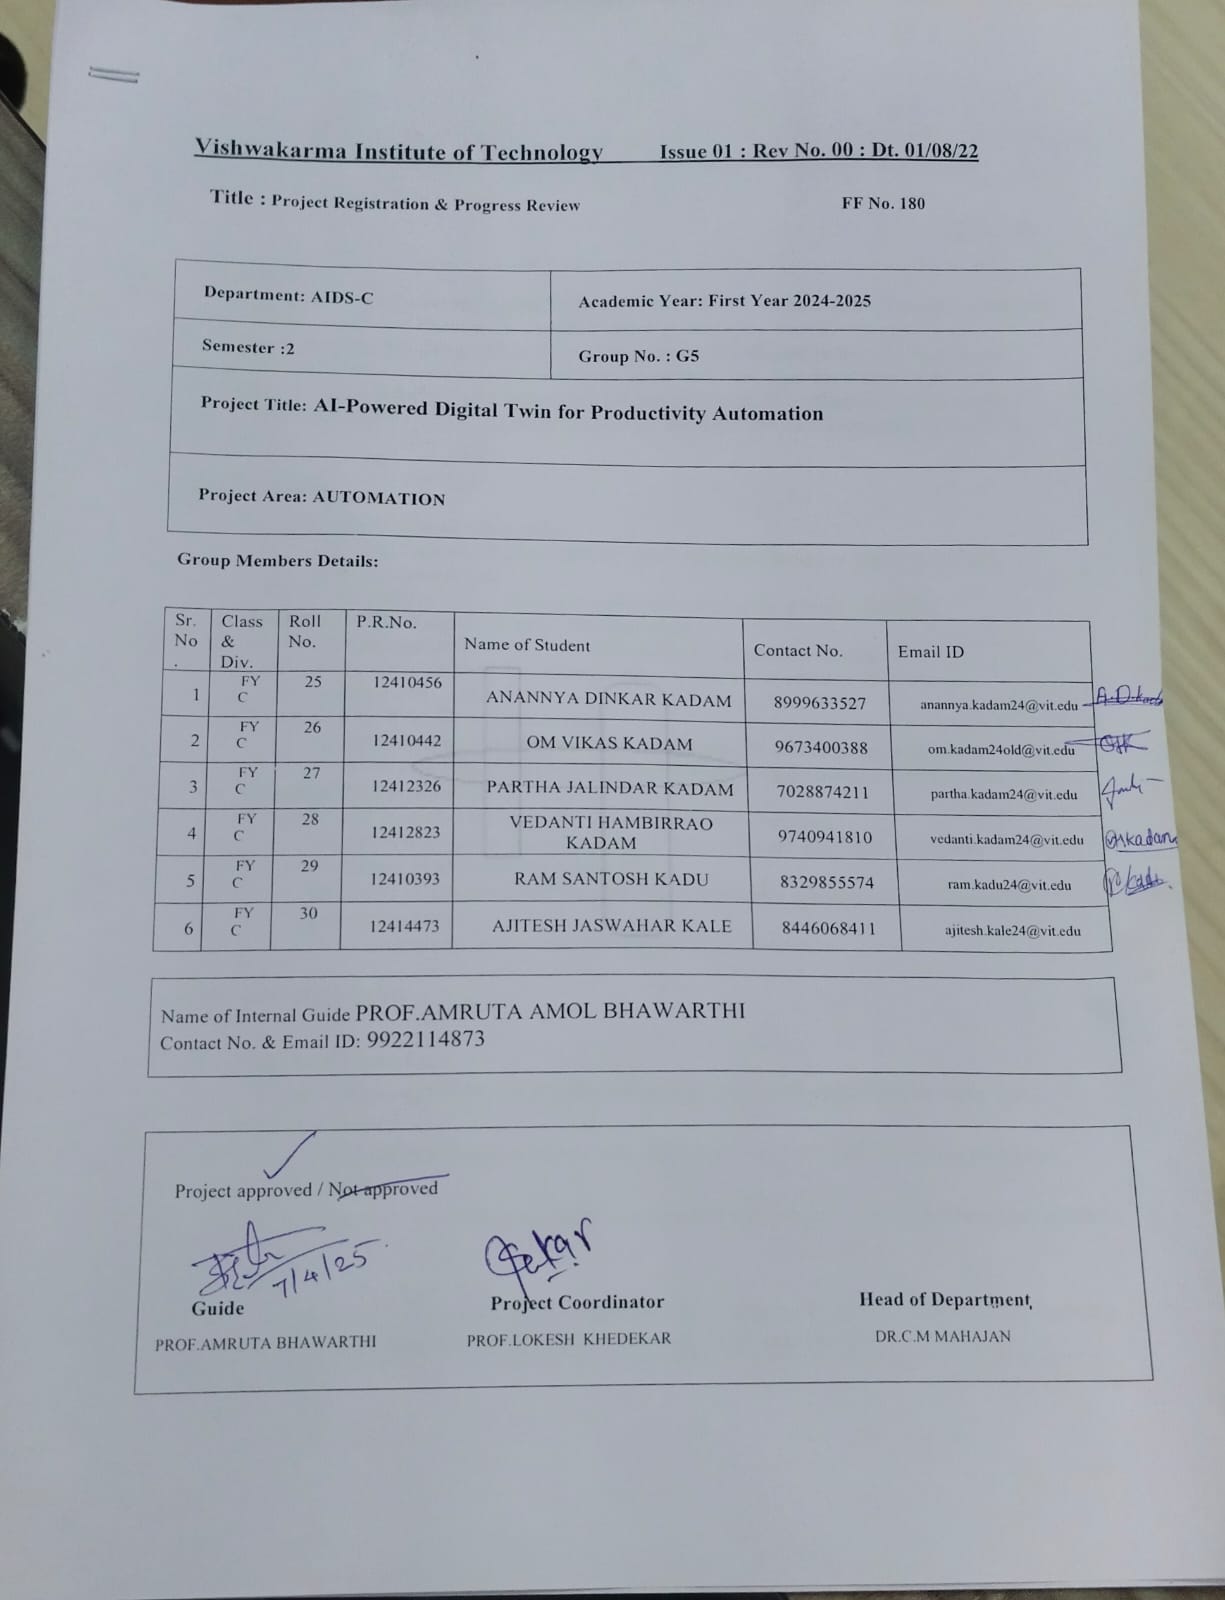 Vishwakarma Institute of Technology Issue 01 : Rev No. 00 : Dt. 01/08/22
Title : Project Registration & Progress Review FF No. 180
Department: AIDS-C Academic Year: First Year 2024-2025
Semester :2 Group No. : G5
Project Title: AI-Powered Digital Twin for Productivity Automation
Project Area: AUTOMATION
Group Members Details:
Sr. No . Class & Div. Roll No. P.R.No. Name of Student Contact No. Email ID
1 FY C 25 12410456 ANANNYA DINKAR KADAM 8999633527 anannya.kadam24@vit.edu A.D.Kadam
2 FY C 26 12410442 OM VIKAS KADAM 9673400388 om.kadam24old@vit.edu
3 FY C 27 12412326 PARTHA JALINDAR KADAM 7028874211 partha.kadam24@vit.edu
4 FY C 28 12412823 VEDANTI HAMBIRRAO KADAM 9740941810 vedanti.kadam24@vit.edu
5 FY C 29 12410393 RAM SANTOSH KADU 8329855574 ram.kadu24@vit.edu
6 FY C 30 12414473 AJITESH JASWAHAR KALE 8446068411 ajitesh.kale24@vit.edu
Name of Internal Guide PROF.AMRUTA AMOL BHAWARTHI
Contact No. & Email ID: 9922114873
Project approved / Not approved
7/4/25
Guide Project Coordinator Head of Department
PROF.AMRUTA BHAWARTHI PROF.LOKESH KHEDEKAR DR.C.M MAHAJAN